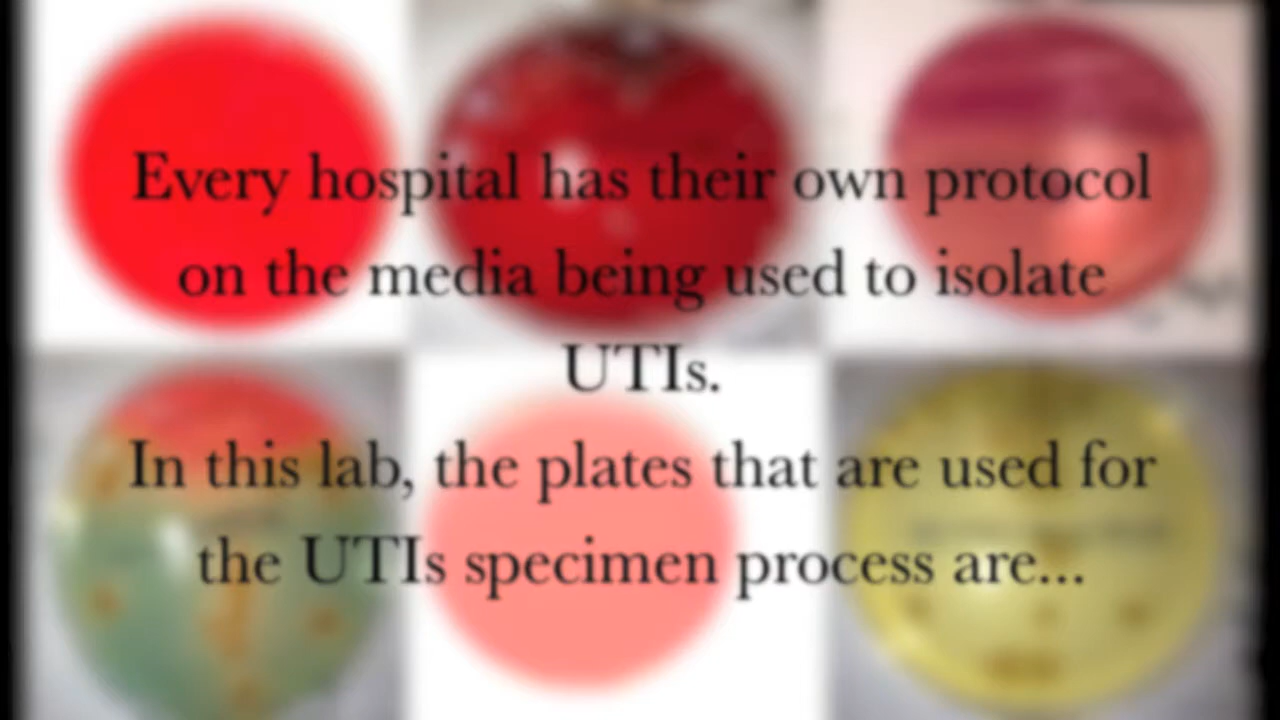 Every hospital has their own protocol
on the media being used to isolate
UTIs.
In this lab, the plates that are used for
the UTIs specimen process are...